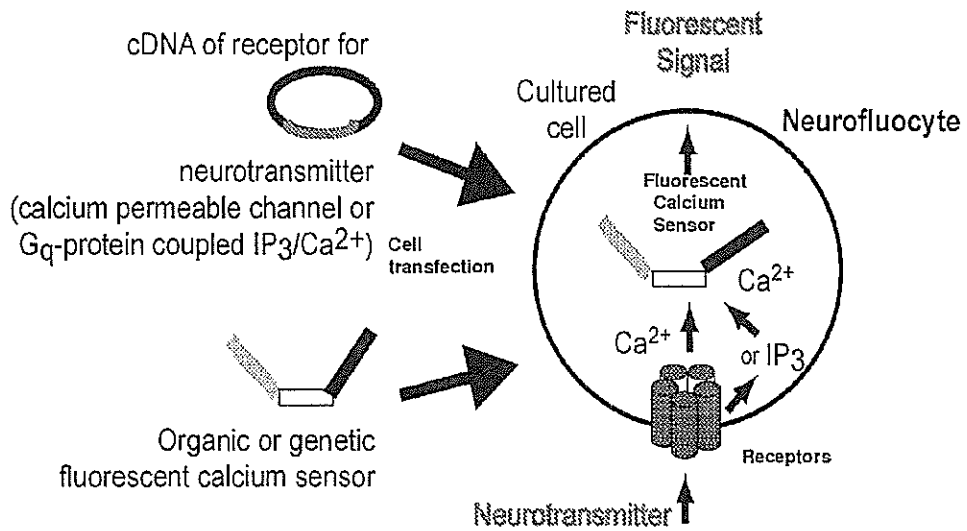 cDNA of receptor for
neurotransmitter
(calcium permeable channel or
Gq-protein coupled IP3/Ca2+)
Cell
transfection
Organic or genetic
fluorescent calcium sensor
Fluorescent
Signal
Cultured
cell
Neurofluocyte
Fluorescent
Calcium
Sensor
Ca2+
Ca2+
or IP3
Receptors
Neurotransmitter